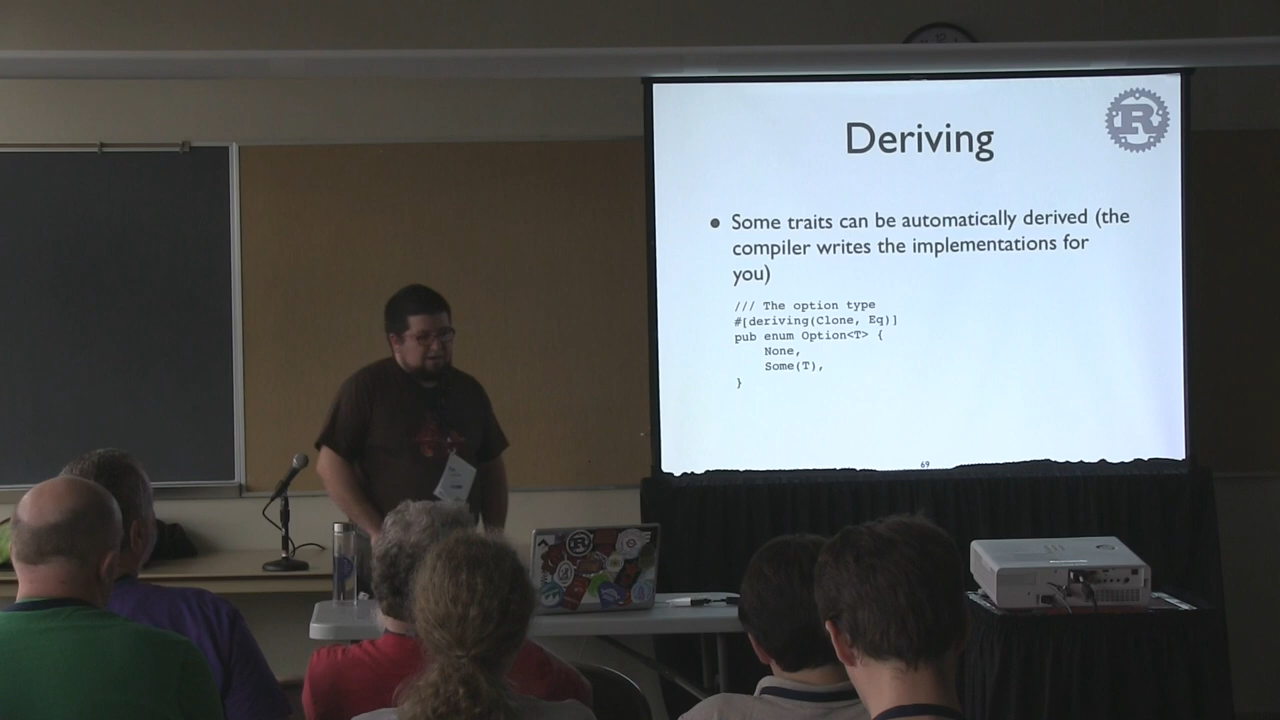 R
Deriving
• Some traits can be automatically derived (the
compiler writes the implementations for
you)
/// The option type
#[deriving(Clone, Eq)]
pub enum Option<T> {
None,
Some(T),
}
69
R